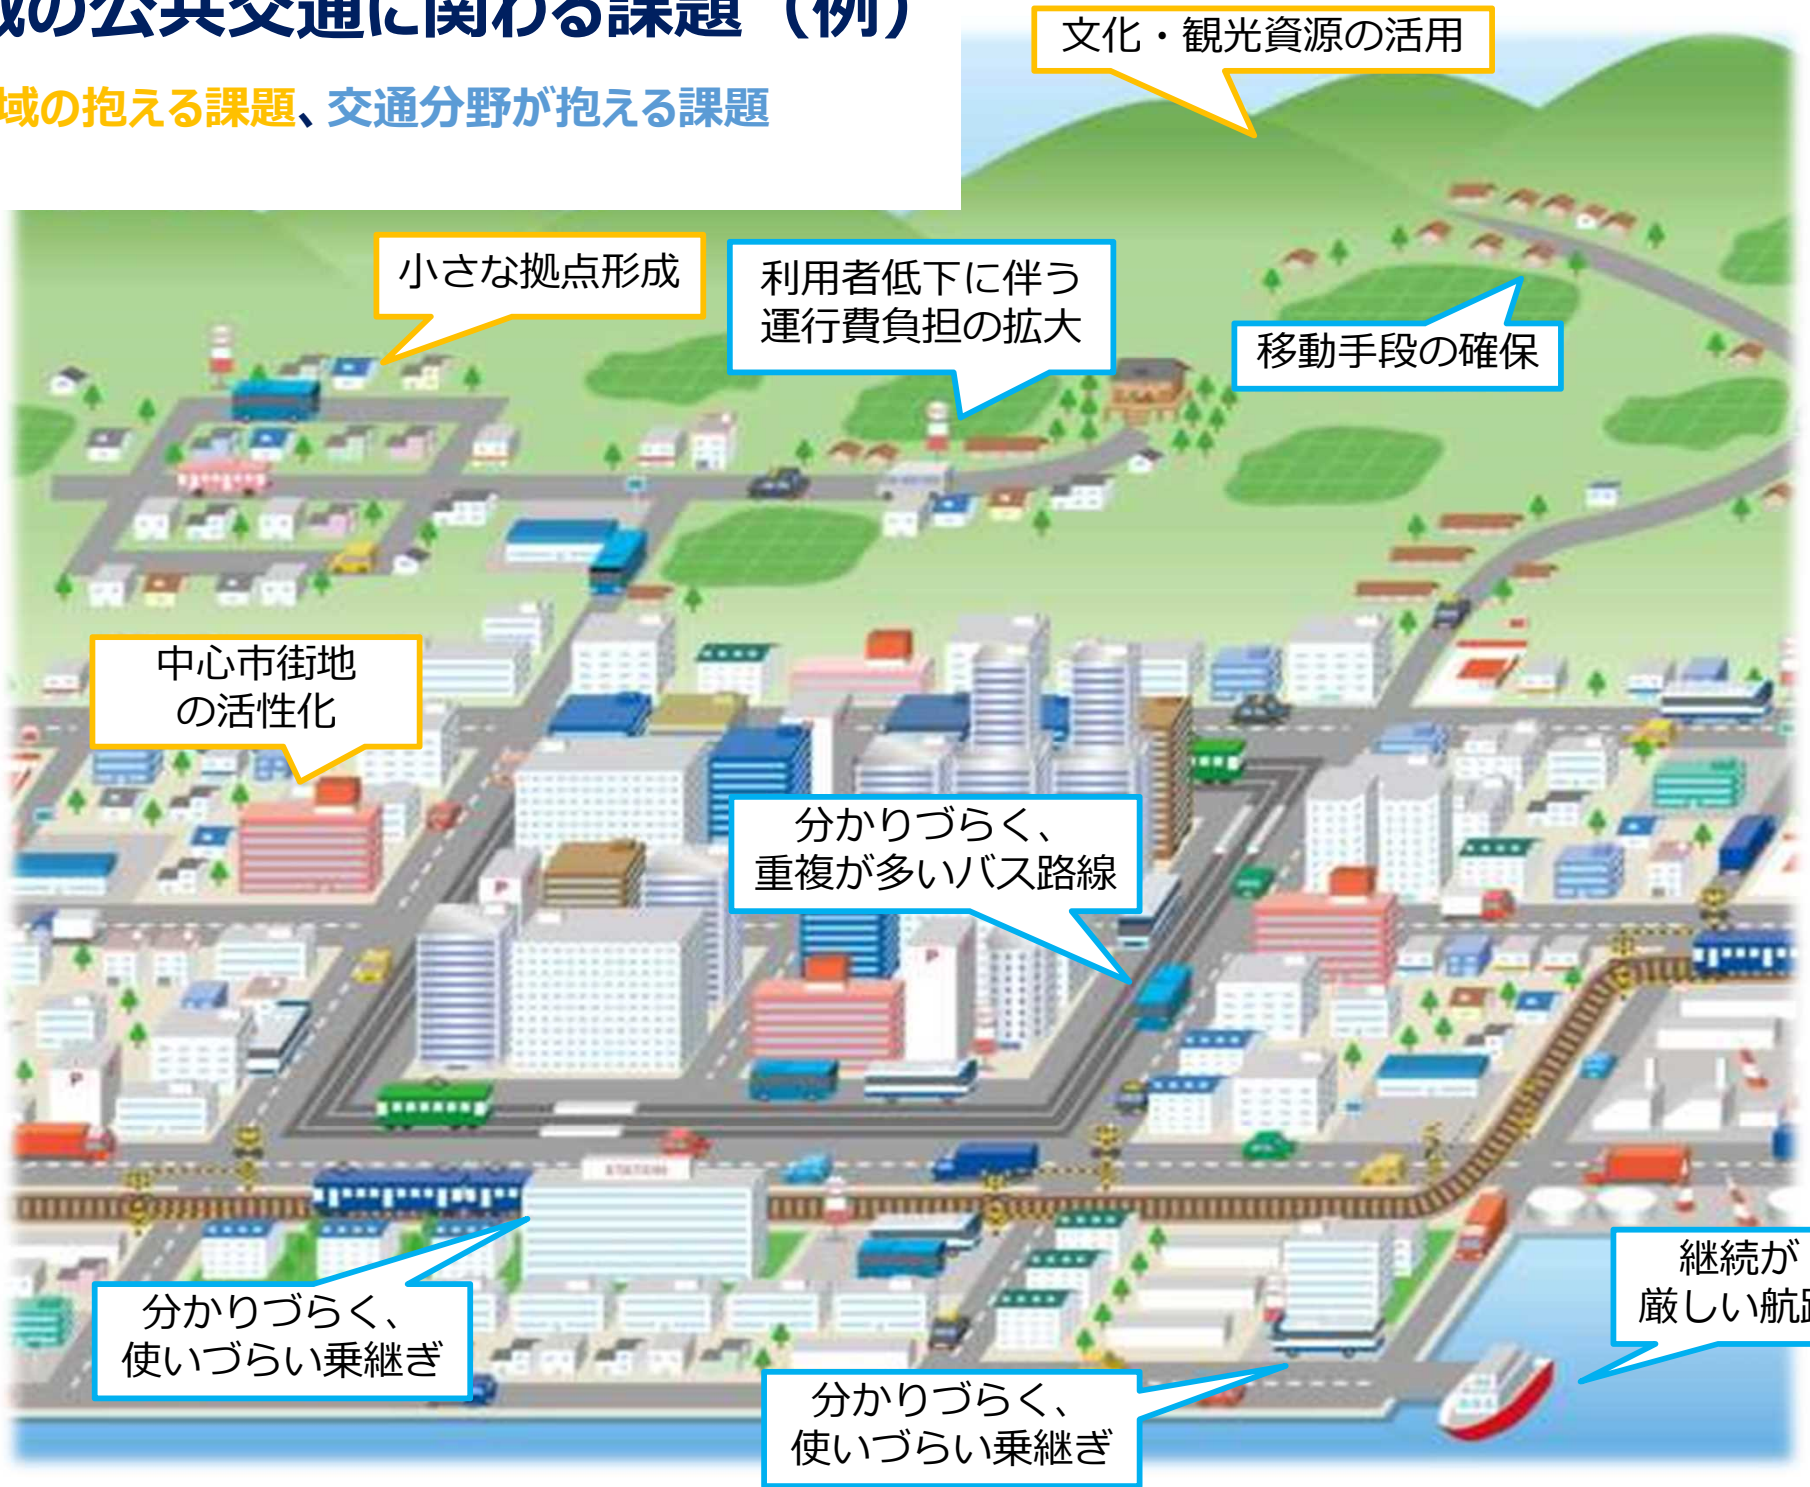 域の公共交通に関わる課題（例）
域の抱える課題、交通分野が抱える課題
文化・観光資源の活用
小さな拠点形成
利用者低下に伴う
運行費負担の拡大
移動手段の確保
中心市街地
の活性化
分かりづらく、
重複が多いバス路線
P
P
P
STATION
分かりづらく、
使いづらい乗継ぎ
分かりづらく、
使いづらい乗継ぎ
継続が
厳しい航路